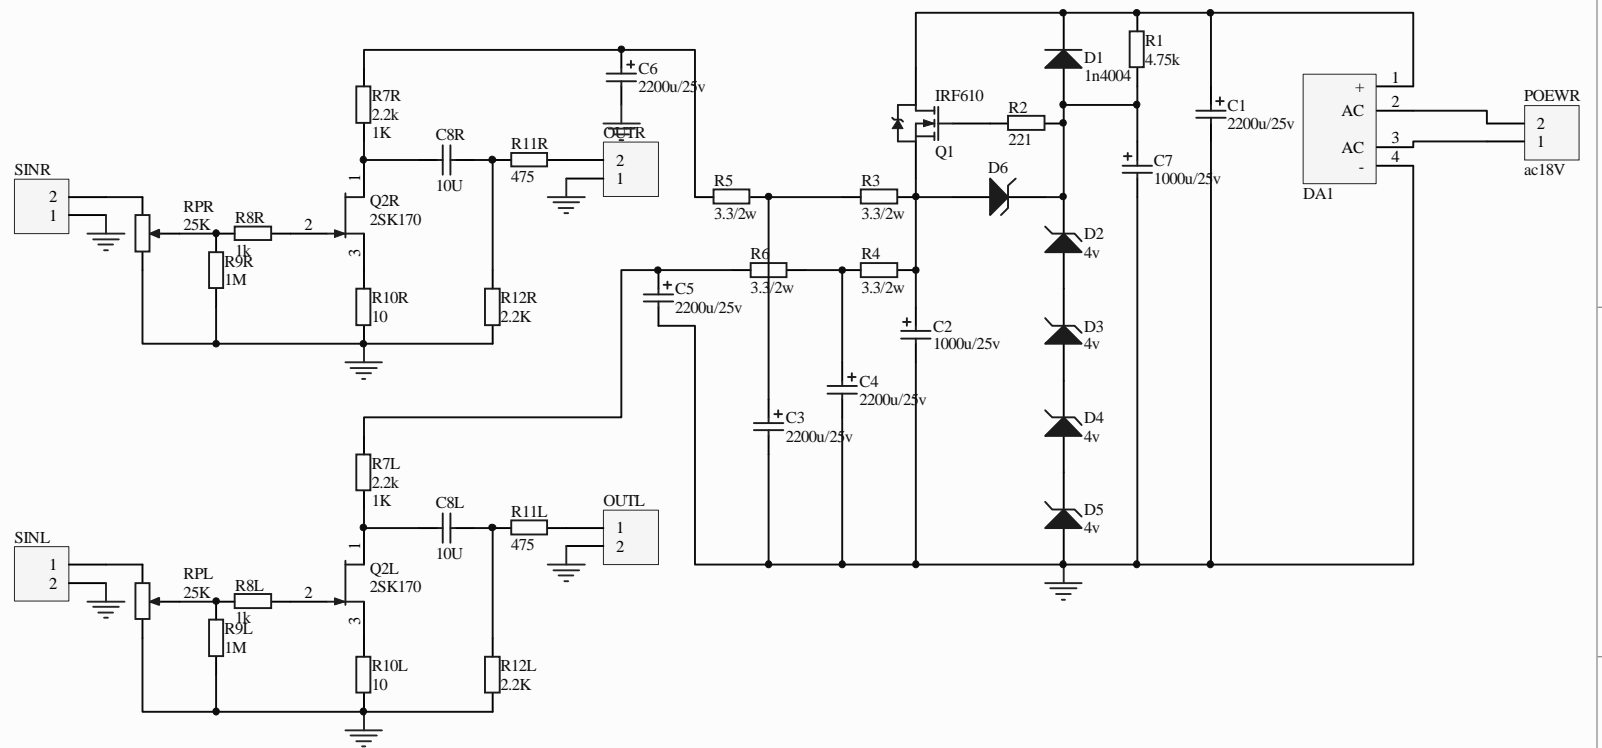 C6
2200u/25v
R7R
2.2k
1K
C8R
10U
R11R
475
OUTR
2
1
SINR
2
1
RPR
25K
R8R
1k
R9R
1M
2
1
3
Q2R
2SK170
R10R
10
R12R
2.2K
R5
3.3/2w
R3
3.3/2w
R6
3.3/2w
R4
3.3/2w
C5
2200u/25v
IRF610
Q1
R2
221
D6
D1
1n4004
R1
4.75k
C7
1000u/25v
C1
2200u/25v
DA1
+
AC
AC
-
1
2
3
4
POEWR
2
1
ac18V
D2
4v
D3
4v
D4
4v
D5
4v
C2
1000u/25v
C4
2200u/25v
C3
2200u/25v
R7L
2.2k
1K
C8L
10U
R11L
475
OUTL
1
2
SINL
1
2
RPL
25K
R8L
1k
R9L
1M
2
1
3
Q2L
2SK170
R10L
10
R12L
2.2K